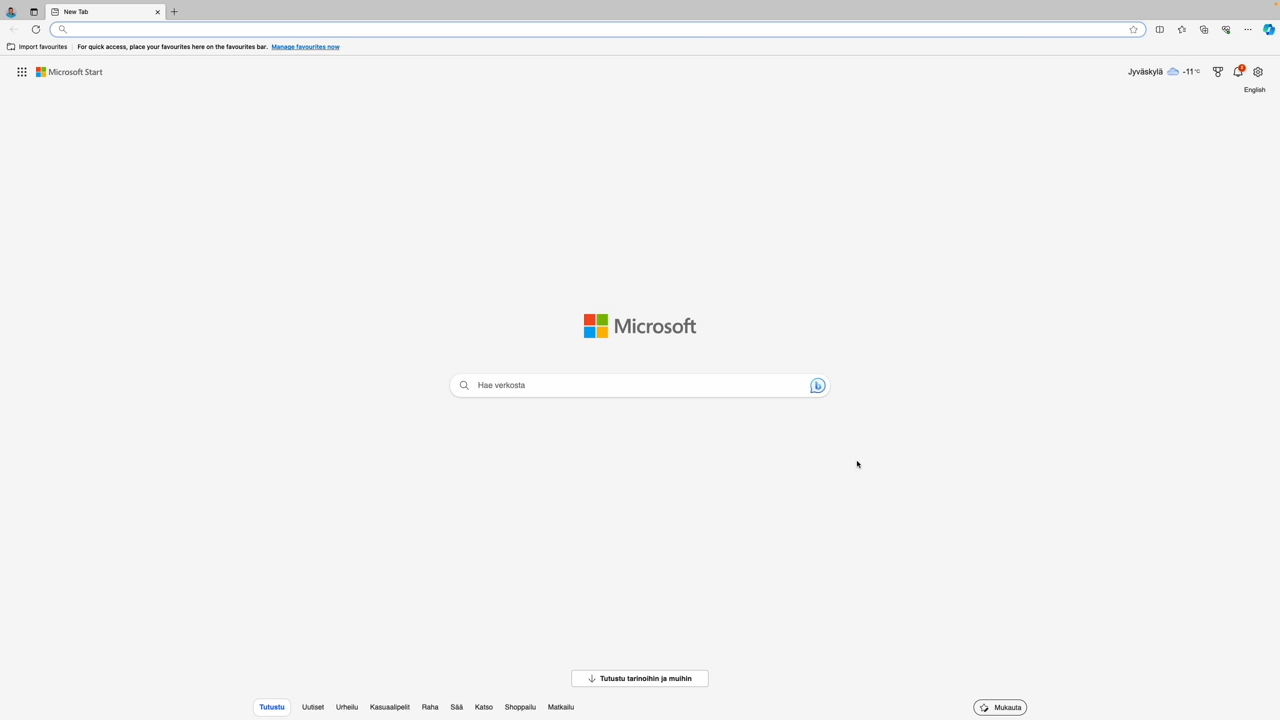 New Tab
Import favourites
For quick access, place your favourites here on the favourites bar. Manage favourites now
Microsoft Start
Jyväskylä -11°C
2
English
Microsoft
Hae verkosta
Tutustu tarinoihin ja muihin
Tutustu Uutiset Urheilu Kasuaalipelit Raha Sää Katso Shoppailu Matkailu
Mukauta